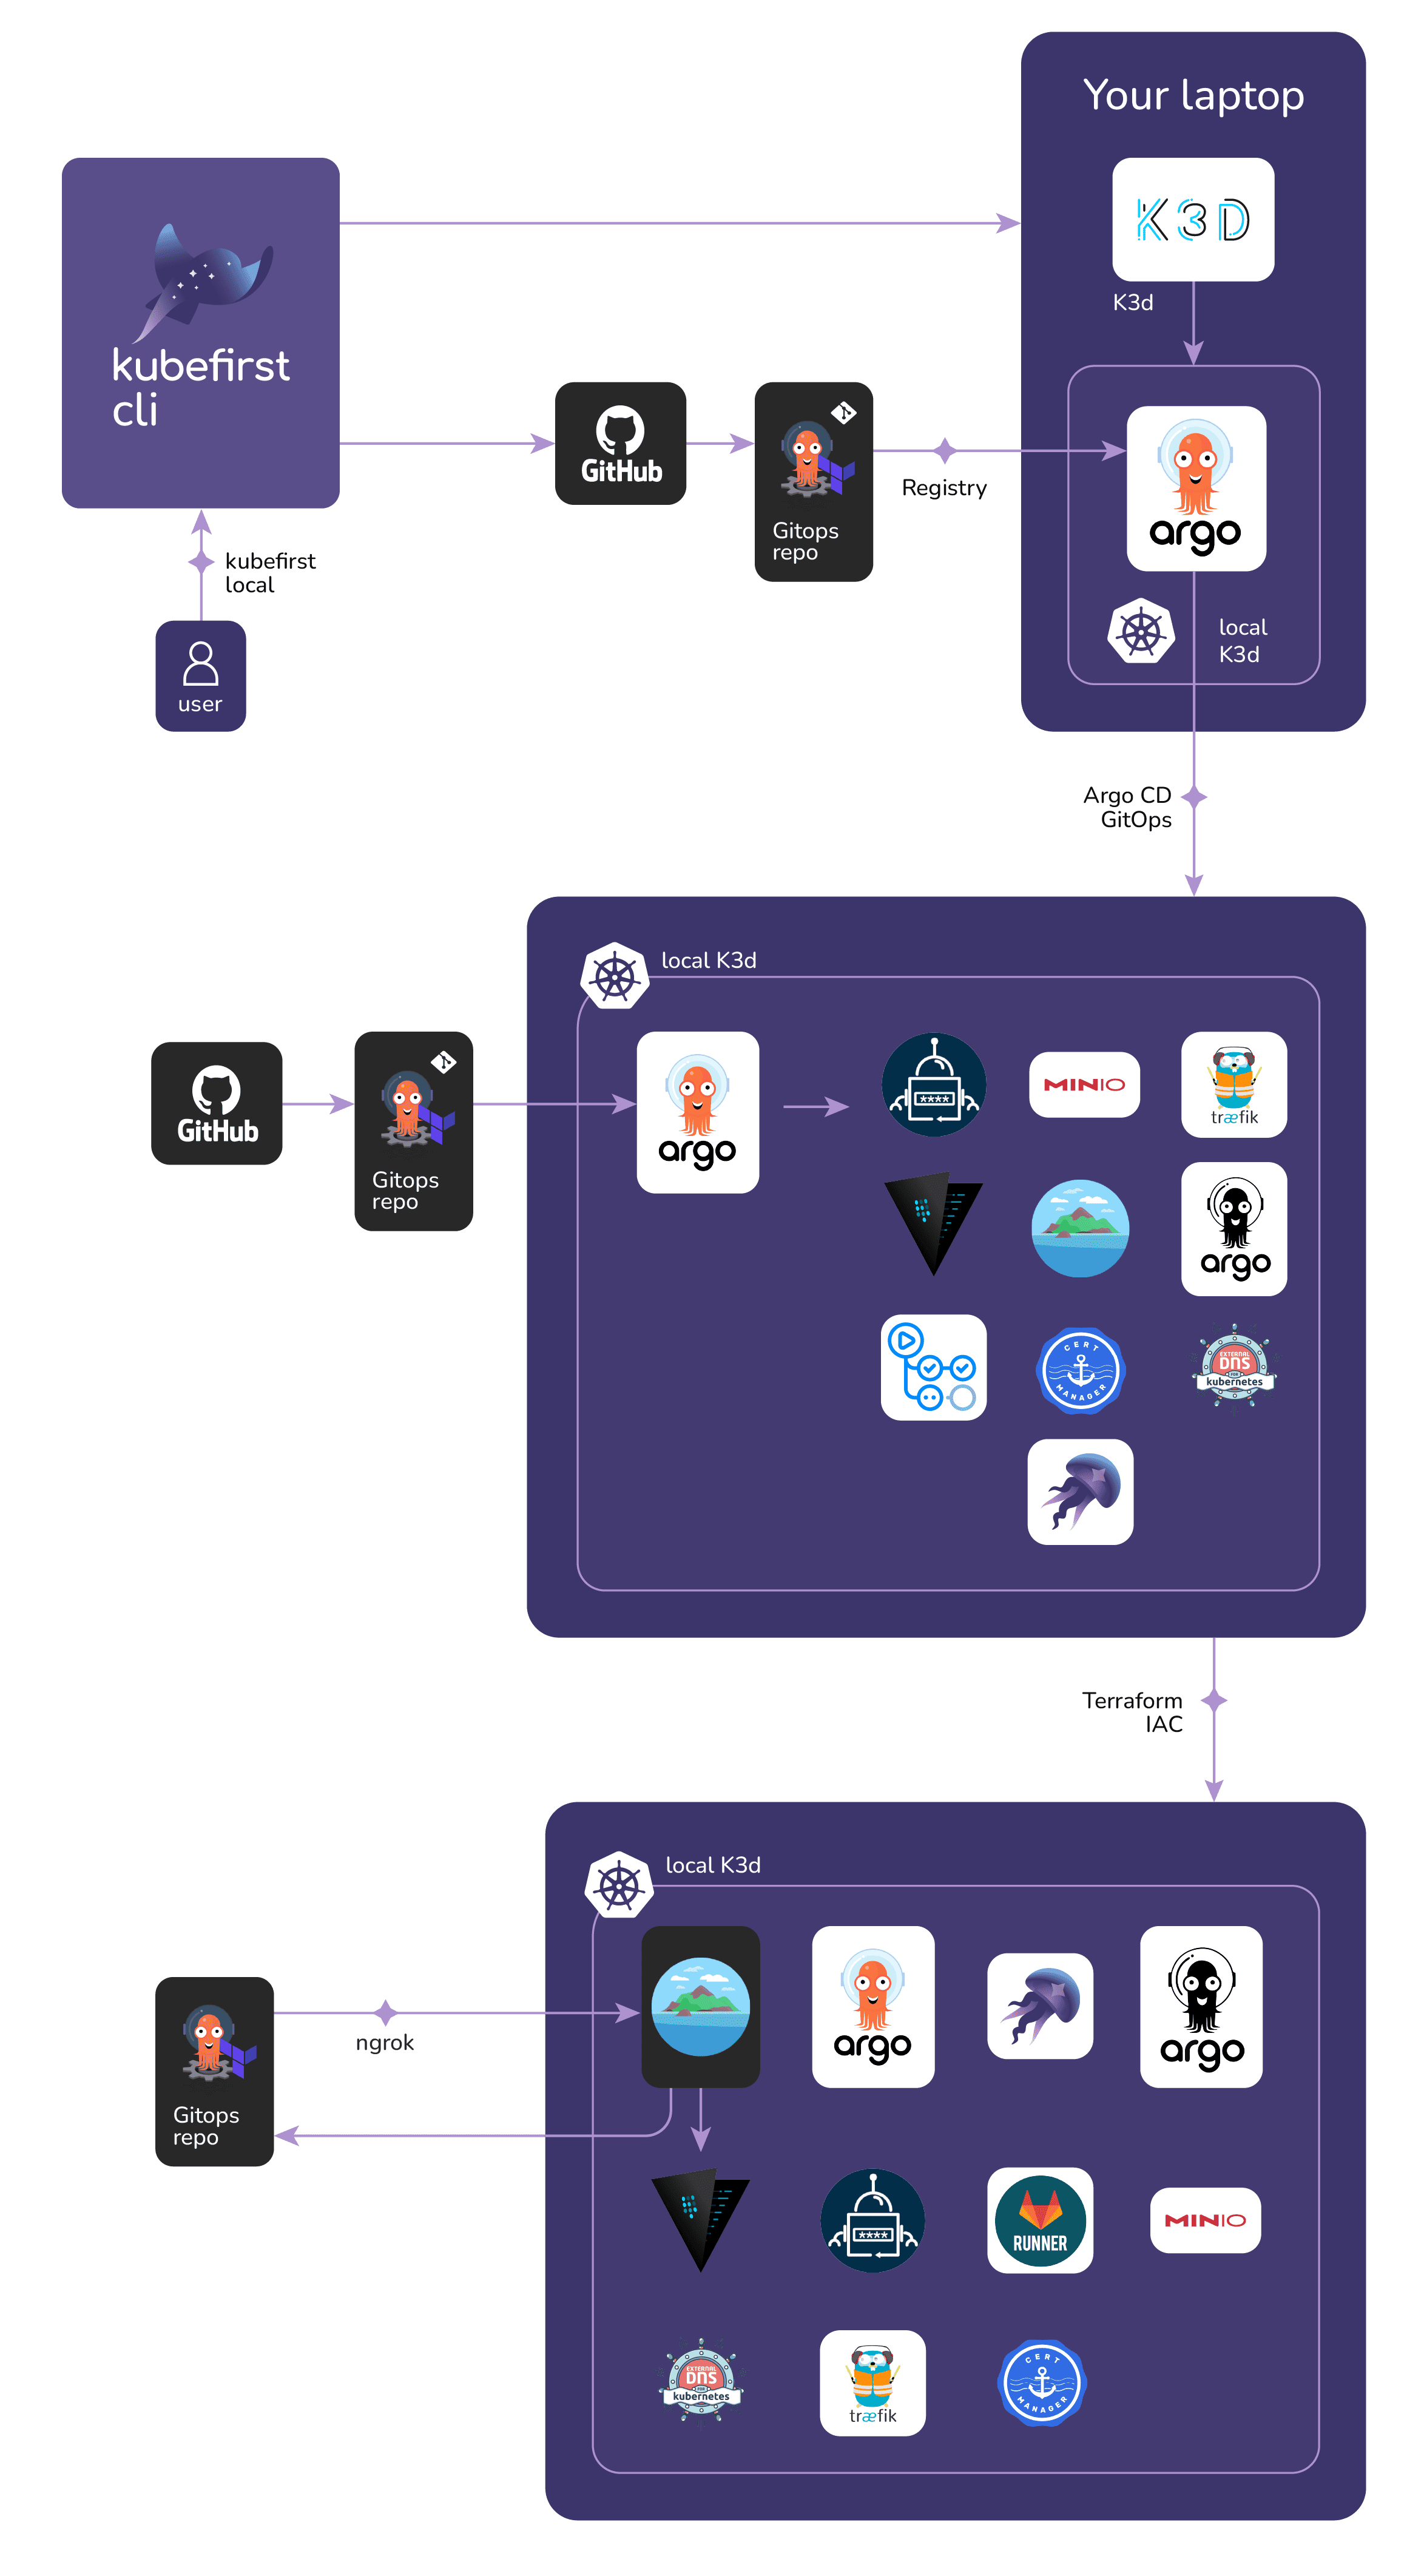 Your laptop
K3D
K3d
kubefirst
cli
GitHub
Gitops
repo
Registry
argo
local
K3d
kubefirst
local
user
Argo CD
GitOps
local K3d
GitHub
Gitops
repo
argo
****
MINIO
træfik
argo
CERT
MANAGER
EXTERNAL
DNS
FOR
kubernetes
Terraform
IAC
local K3d
argo
argo
ngrok
Gitops
repo
****
RUNNER
MINIO
EXTERNAL
DNS
FOR
kubernetes
træfik
CERT
MANAGER